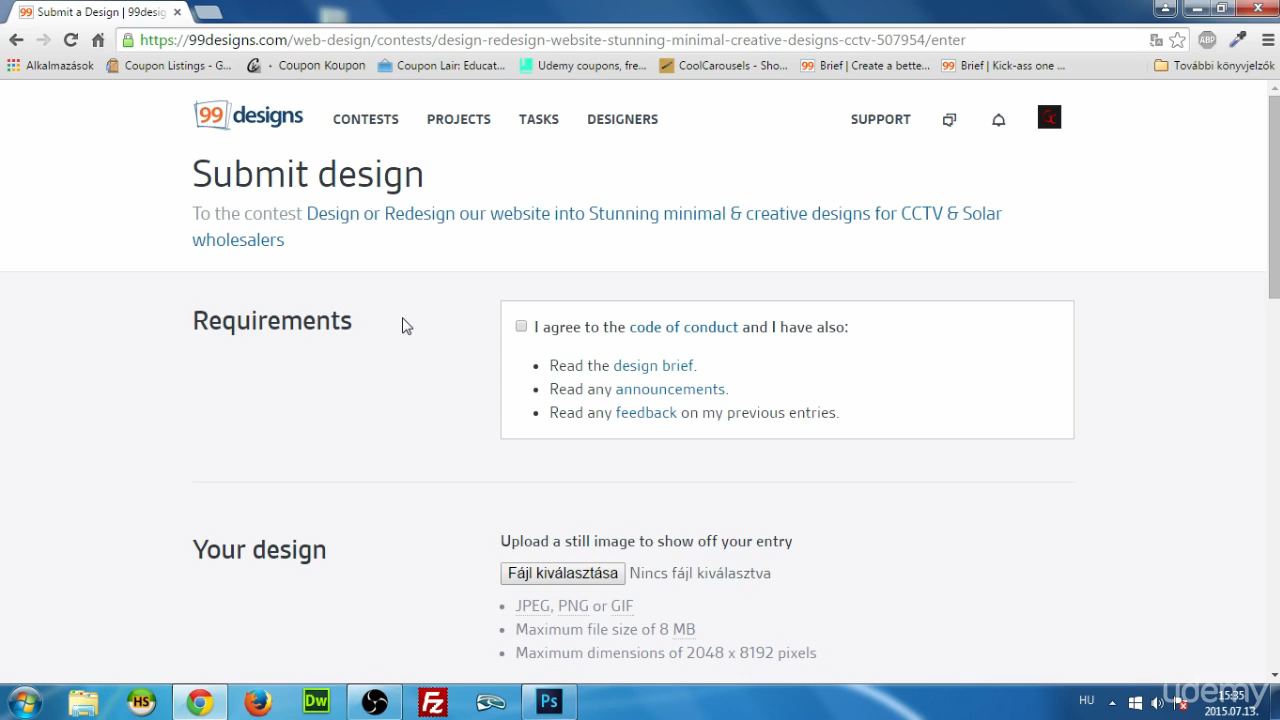 Submit a Design | 99desig
https://99designs.com/web-design/contests/design-redesign-website-stunning-minimal-creative-designs-cctv-507954/enter
ABP
Alkalmazások
Coupon Listings - G...
- Coupon Koupon
Coupon Lair: Educat...
Udemy coupons, fre...
CoolCarousels - Sho...
99 Brief | Create a bette...
99 Brief | Kick-ass one ...
További könyvjelzők
99designs
CONTESTS
PROJECTS
TASKS
DESIGNERS
SUPPORT
Submit design
To the contest Design or Redesign our website into Stunning minimal & creative designs for CCTV & Solar
wholesalers
Requirements
I agree to the code of conduct and I have also:
Read the design brief.
Read any announcements.
Read any feedback on my previous entries.
Your design
Upload a still image to show off your entry
Fájl kiválasztása Nincs fájl kiválasztva
JPEG, PNG or GIF
Maximum file size of 8 MB
Maximum dimensions of 2048 x 8192 pixels
HS
Dw
FZ
Ps
HU
15:35
2015.07.13.
udemy